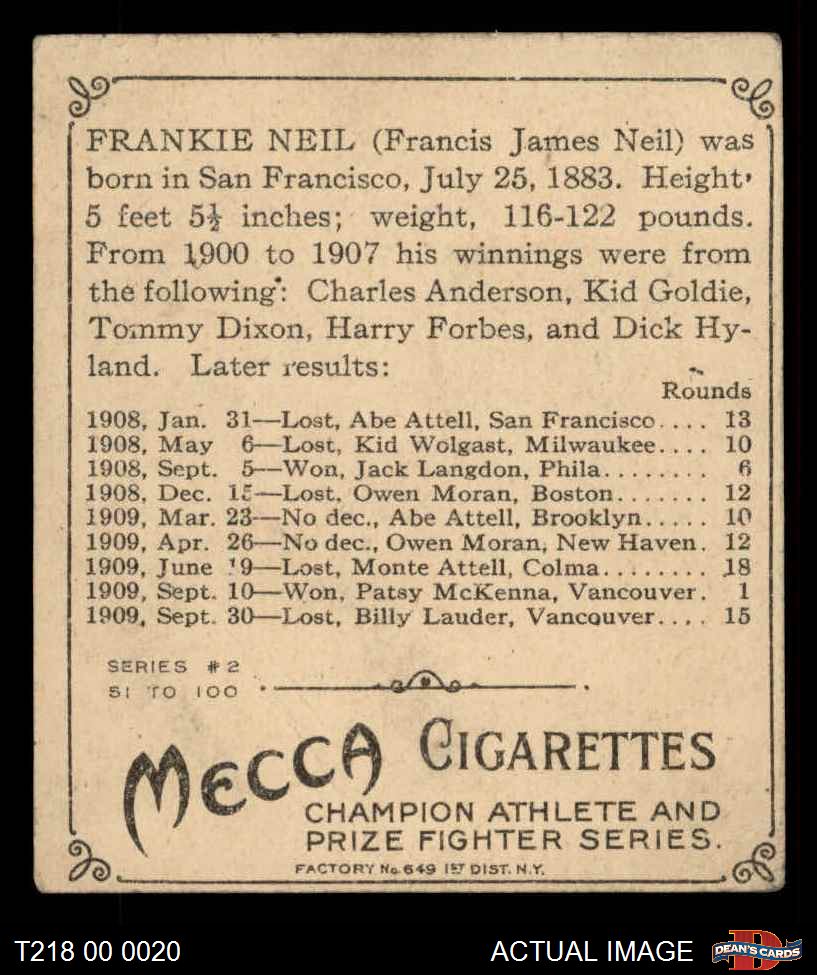 FRANKIE NEIL (Francis James Neil) was
born in San Francisco, July 25, 1883. Height,
5 feet 5½ inches; weight, 116-122 pounds.
From 1900 to 1907 his winnings were from
the following: Charles Anderson, Kid Goldie,
Tommy Dixon, Harry Forbes, and Dick Hy-
land. Later results:
Rounds
1908, Jan. 31—Lost, Abe Attell, San Francisco.... 13
1908, May 6—Lost, Kid Wolgast, Milwaukee.... 10
1908, Sept. 5—Won, Jack Langdon, Phila........ 6
1908, Dec. 15—Lost, Owen Moran, Boston....... 12
1909, Mar. 23—No dec., Abe Attell, Brooklyn..... 10
1909, Apr. 26—No dec., Owen Moran, New Haven. 12
1909, June 19—Lost, Monte Attell, Colma........ 18
1909, Sept. 10—Won, Patsy McKenna, Vancouver. 1
1909, Sept. 30—Lost, Billy Lauder, Vancouver.... 15
SERIES #2
51 TO 100
MECCA CIGARETTES
CHAMPION ATHLETE AND
PRIZE FIGHTER SERIES.
FACTORY No. 649 1ST DIST. N.Y.
T218 00 0020 ACTUAL IMAGE DEAN'S CARDS